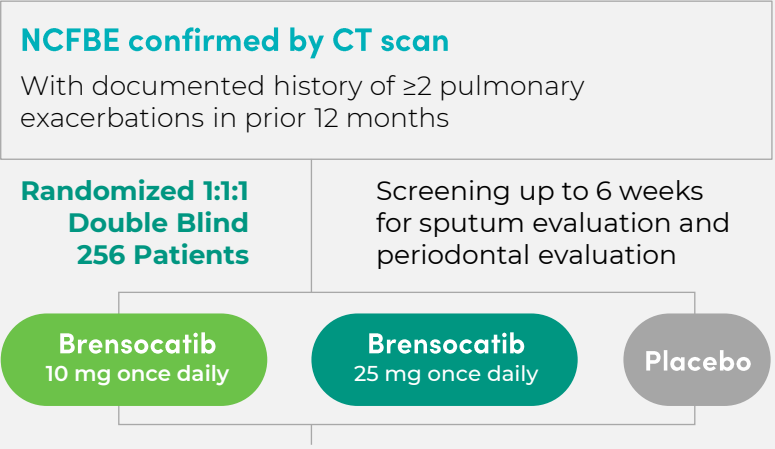 NCFBE confirmed by CT scan
With documented history of ≥2 pulmonary
exacerbations in prior 12 months
Randomized 1:1:1
Double Blind
256 Patients
Screening up to 6 weeks
for sputum evaluation and
periodontal evaluation
Brensocatib
10 mg once daily
Brensocatib
25 mg once daily
Placebo